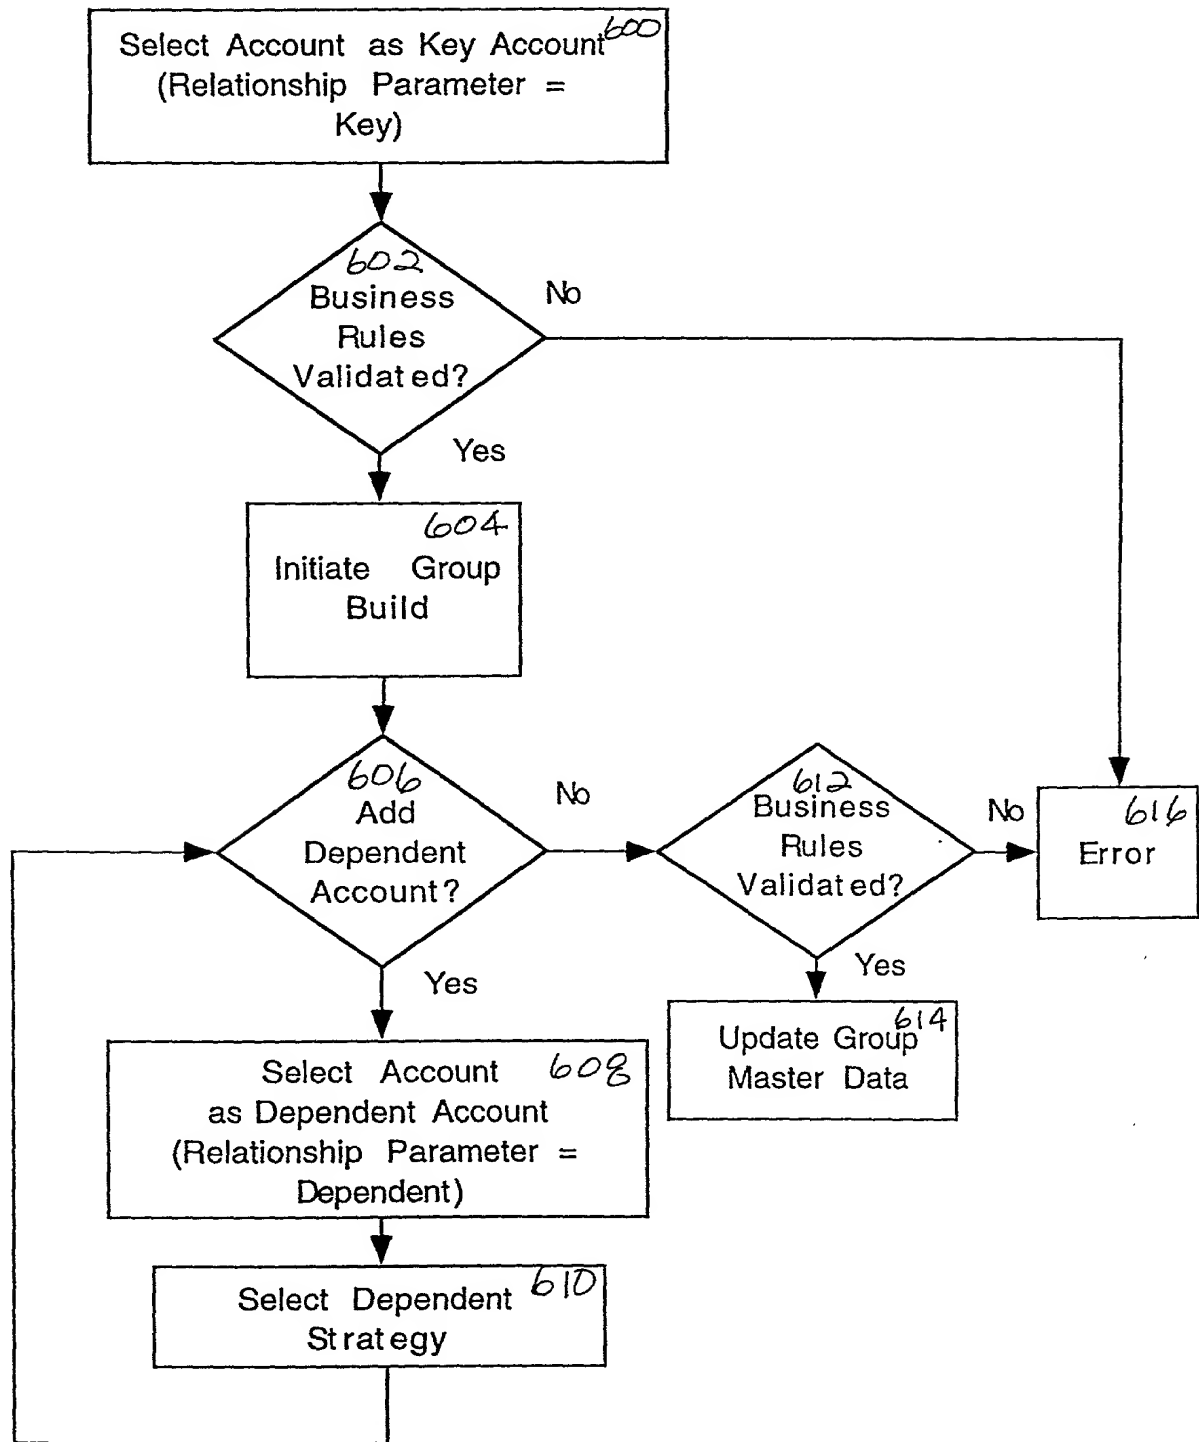 600
Select Account as Key Account
(Relationship Parameter =
Key)
602
Business
Rules
Validated?
No
Yes
604
Initiate Group
Build
606
Add
Dependent
Account?
No
Yes
612
Business
Rules
Validated?
No
Yes
616
Error
614
Update Group
Master Data
608
Select Account
as Dependent Account
(Relationship Parameter =
Dependent)
610
Select Dependent
Strategy